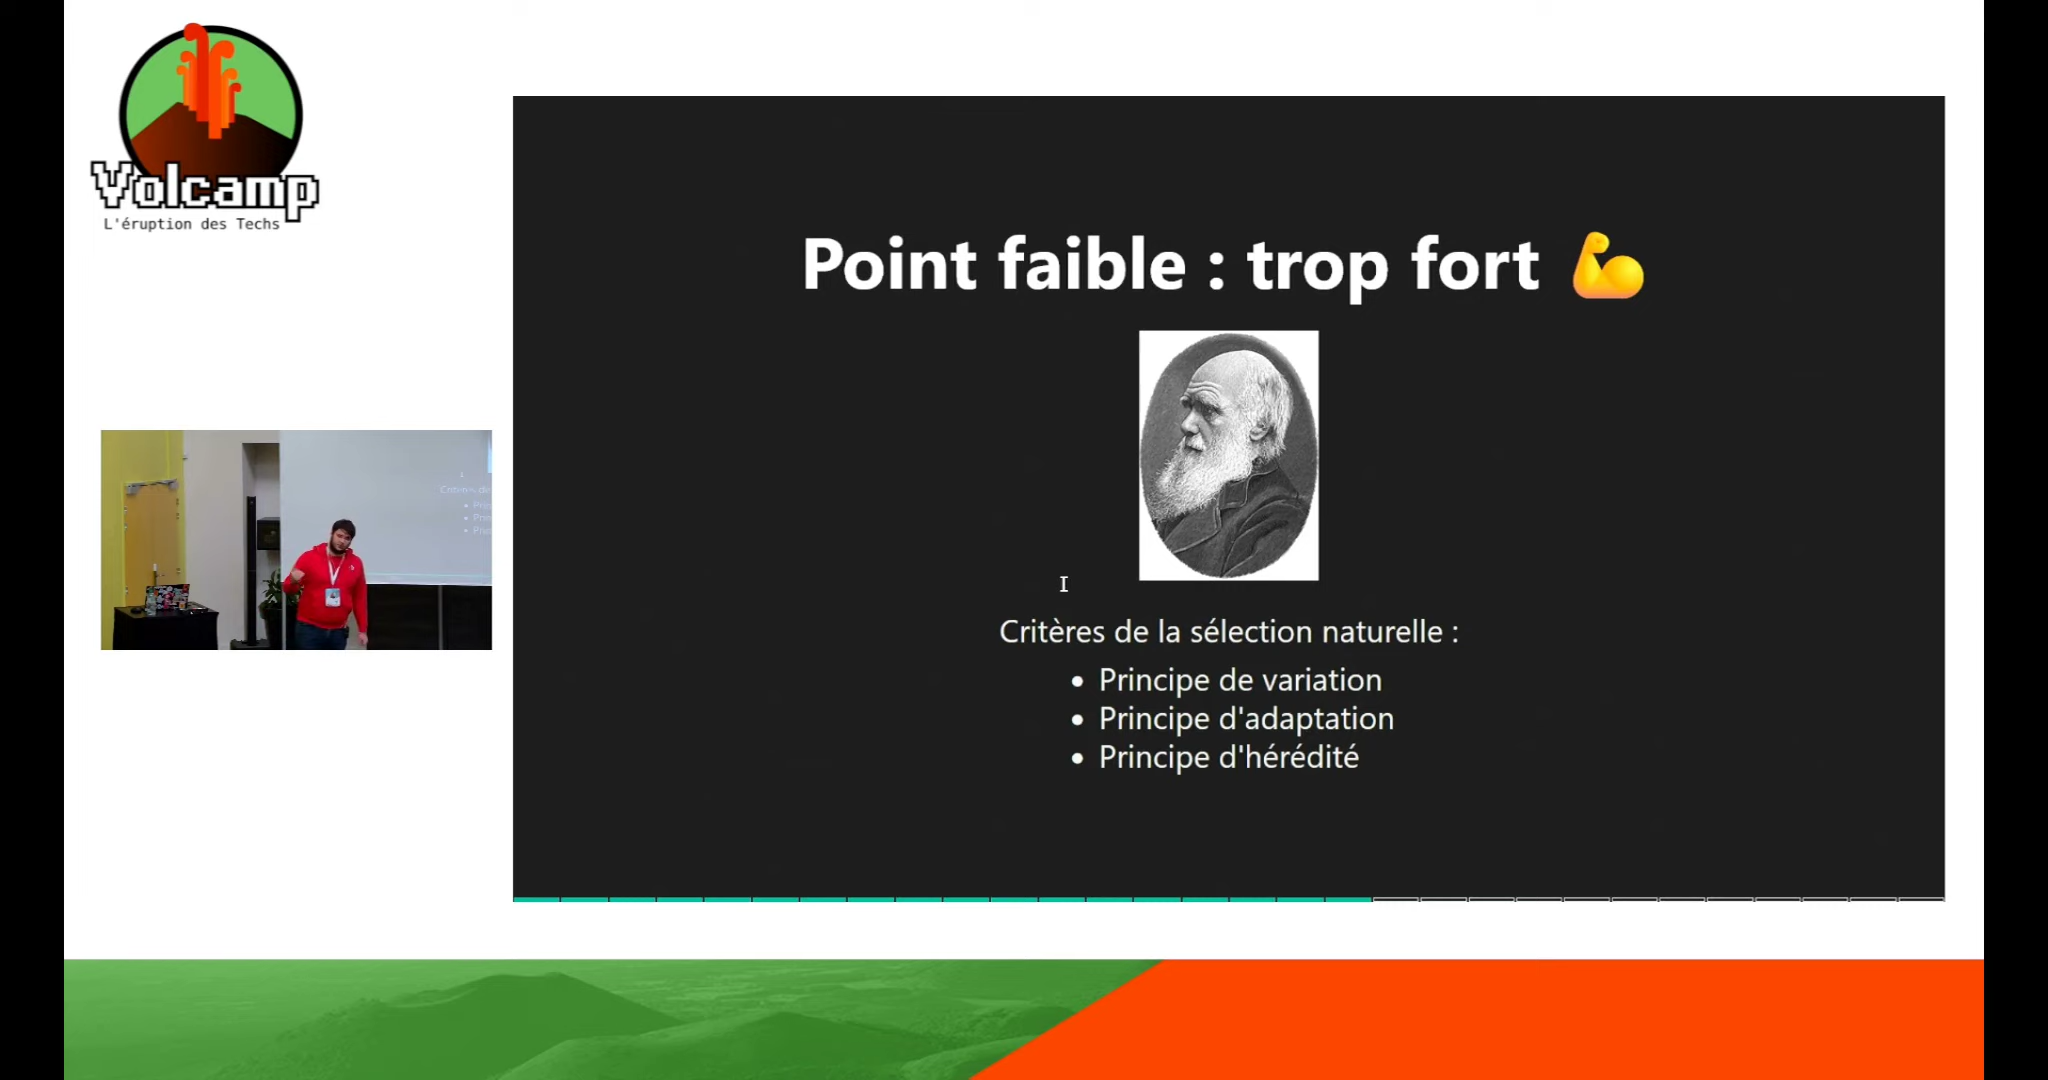 Volcamp
L'éruption des Techs
Point faible : trop fort 💪
Critères de la sélection naturelle :
• Principe de variation
• Principe d'adaptation
• Principe d'hérédité